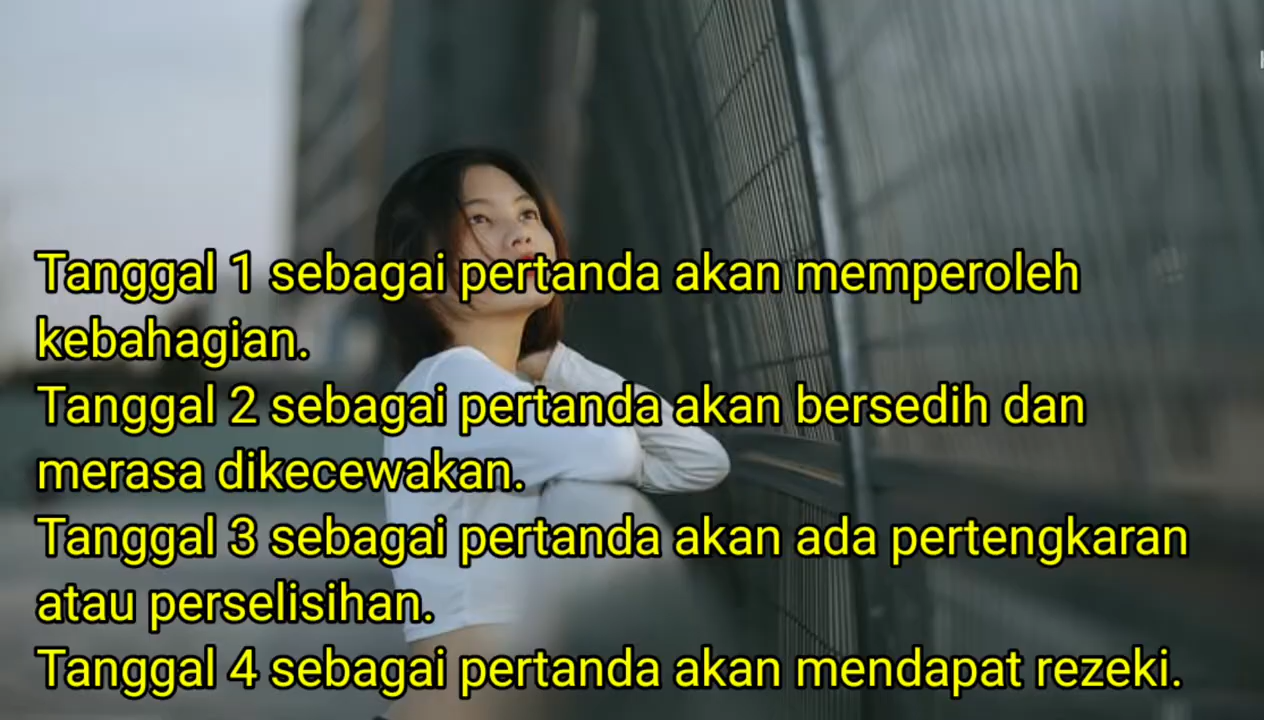 Tanggal 1 sebagai pertanda akan memperoleh
kebahagian.
Tanggal 2 sebagai pertanda akan bersedih dan
merasa dikecewakan.
Tanggal 3 sebagai pertanda akan ada pertengkaran
atau perselisihan.
Tanggal 4 sebagai pertanda akan mendapat rezeki.